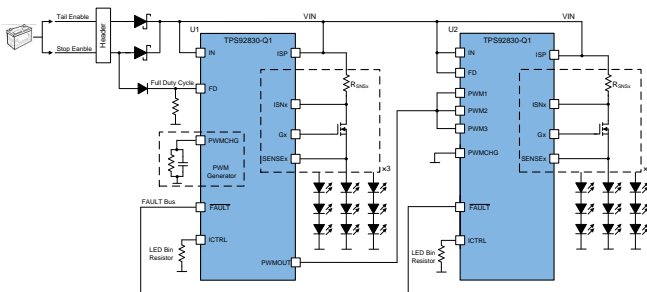 Tail Enable
Stop Eanble
Header
U1
TPS92830-Q1
VIN
IN
ISP
Full Duty Cycle
FD
RSNSx
ISNx
PWMCHG
Gx
PWM
Generator
SENSEx
×3
FAULT Bus
FAULT
LED Bin
Resistor
ICTRL
PWMOUT
U2
TPS92830-Q1
VIN
IN
ISP
FD
RSNSx
PWM1
PWM2
PWM3
ISNx
Gx
PWMCHG
SENSEx
×
FAULT
LED Bin
Resistor
ICTRL